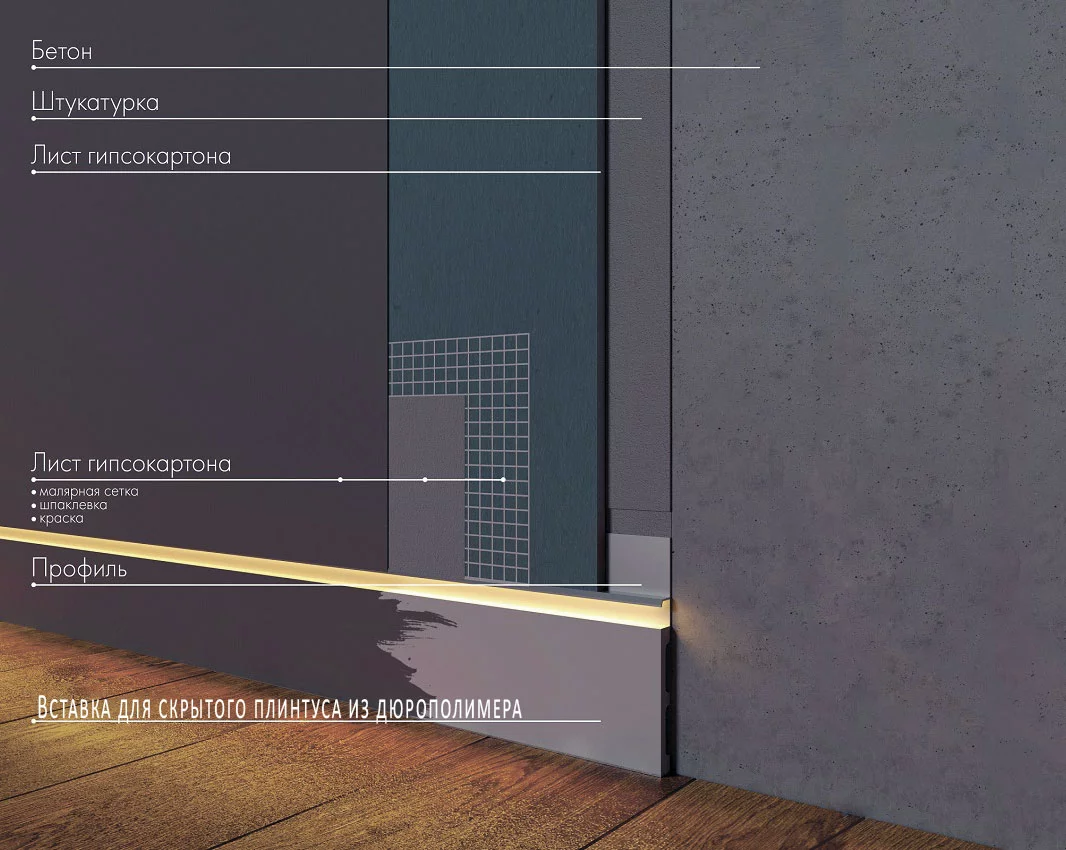 Бетон
Штукатурка
Лист гипсокартона
Лист гипсокартона
• малярная сетка
• шпаклевка
• краска
Профиль
Вставка для скрытого плинтуса из дюрополимера